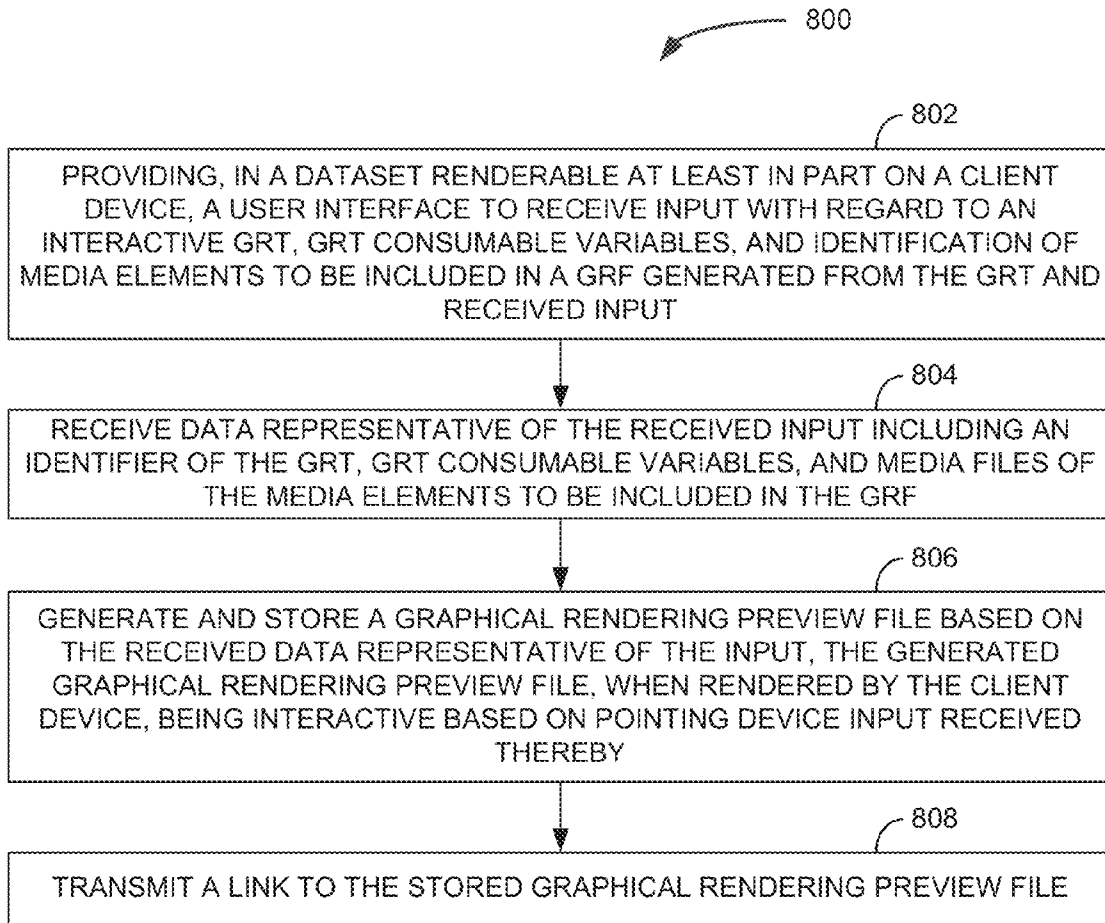 800
802
PROVIDING, IN A DATASET RENDERABLE AT LEAST IN PART ON A CLIENT
DEVICE, A USER INTERFACE TO RECEIVE INPUT WITH REGARD TO AN
INTERACTIVE GRT, GRT CONSUMABLE VARIABLES, AND IDENTIFICATION OF
MEDIA ELEMENTS TO BE INCLUDED IN A GRF GENERATED FROM THE GRT AND
RECEIVED INPUT
804
RECEIVE DATA REPRESENTATIVE OF THE RECEIVED INPUT INCLUDING AN
IDENTIFIER OF THE GRT, GRT CONSUMABLE VARIABLES, AND MEDIA FILES OF
THE MEDIA ELEMENTS TO BE INCLUDED IN THE GRF
806
GENERATE AND STORE A GRAPHICAL RENDERING PREVIEW FILE BASED ON
THE RECEIVED DATA REPRESENTATIVE OF THE INPUT, THE GENERATED
GRAPHICAL RENDERING PREVIEW FILE, WHEN RENDERED BY THE CLIENT
DEVICE, BEING INTERACTIVE BASED ON POINTING DEVICE INPUT RECEIVED
THEREBY
808
TRANSMIT A LINK TO THE STORED GRAPHICAL RENDERING PREVIEW FILE